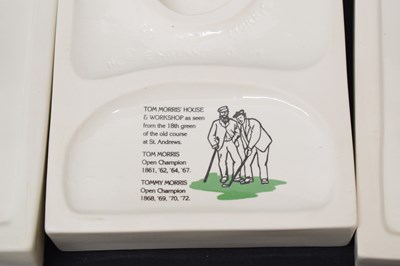 TOM MORRIS' HOUSE
& WORKSHOP as seen
from the 18th green
of the old course
at St. Andrews.
TOM MORRIS
Open Champion
1861, '62, '64, '67.
TOMMY MORRIS
Open Champion
1868, '69, '70, '72.